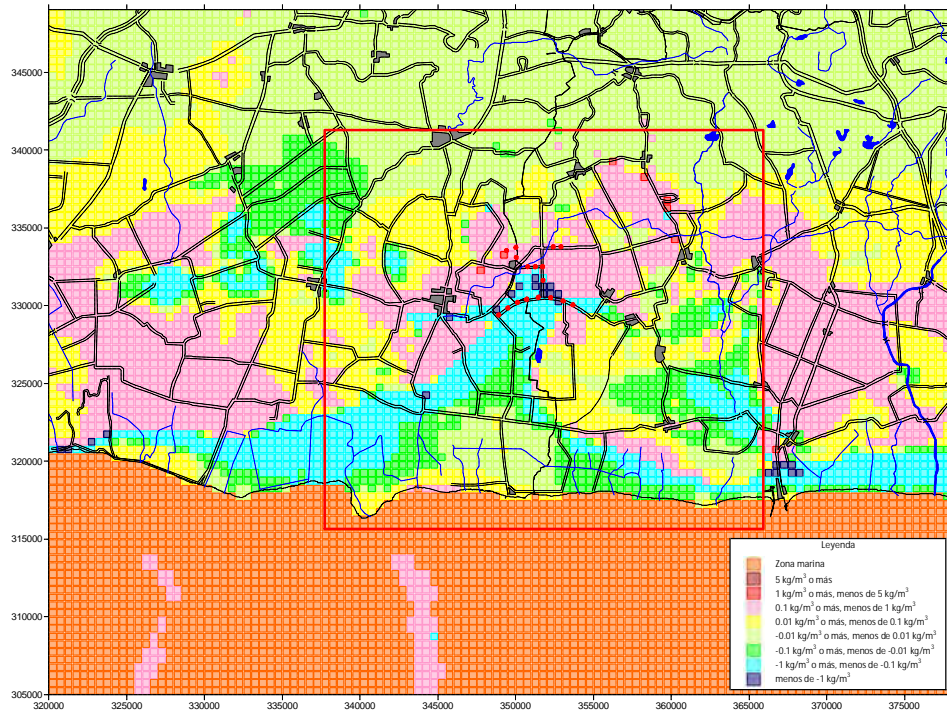 345000
340000
335000
330000
325000
320000
315000
310000
305000
320000 325000 330000 335000 340000 345000 350000 355000 360000 365000 370000 375000
Leyenda
Zona marina
5 kg/m³ o más
1 kg/m³ o más, menos de 5 kg/m³
0.1 kg/m³ o más, menos de 1 kg/m³
0.01 kg/m³ o más, menos de 0.1 kg/m³
-0.01 kg/m³ o más, menos de 0.01 kg/m³
-0.1 kg/m³ o más, menos de -0.01 kg/m³
-1 kg/m³ o más, menos de -0.1 kg/m³
menos de -1 kg/m³